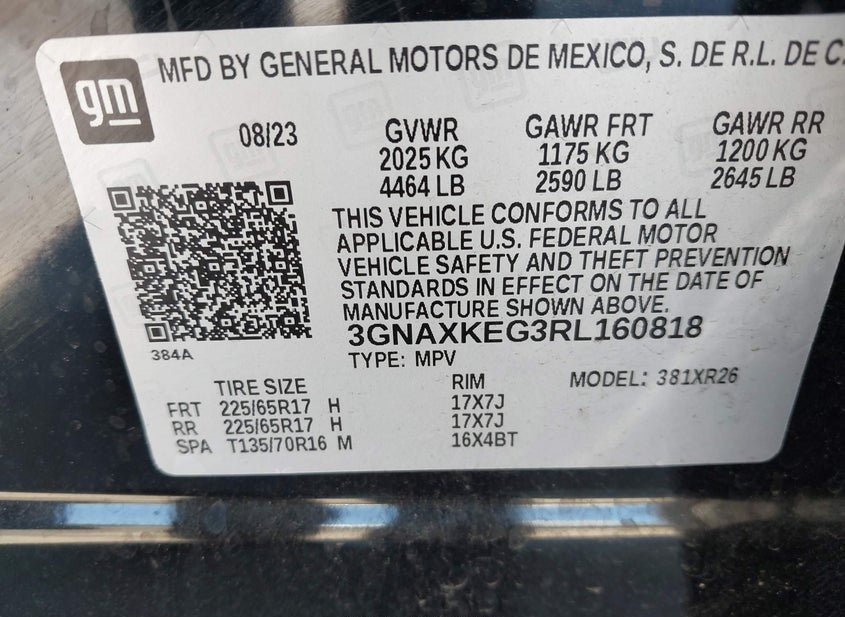 MFD BY GENERAL MOTORS DE MEXICO, S. DE R.L. DE C.
gm
08/23 GVWR GAWR FRT GAWR RR
2025 KG 1175 KG 1200 KG
4464 LB 2590 LB 2645 LB
THIS VEHICLE CONFORMS TO ALL
APPLICABLE U.S. FEDERAL MOTOR
VEHICLE SAFETY AND THEFT PREVENTION
STANDARDS IN EFFECT ON THE DATE OF
MANUFACTURE SHOWN ABOVE.
3GNAXKEG3RL160818
384A
TYPE: MPV
TIRE SIZE RIM MODEL: 381XR26
FRT 225/65R17 H 17X7J
RR 225/65R17 H 17X7J
SPA T135/70R16 M 16X4BT